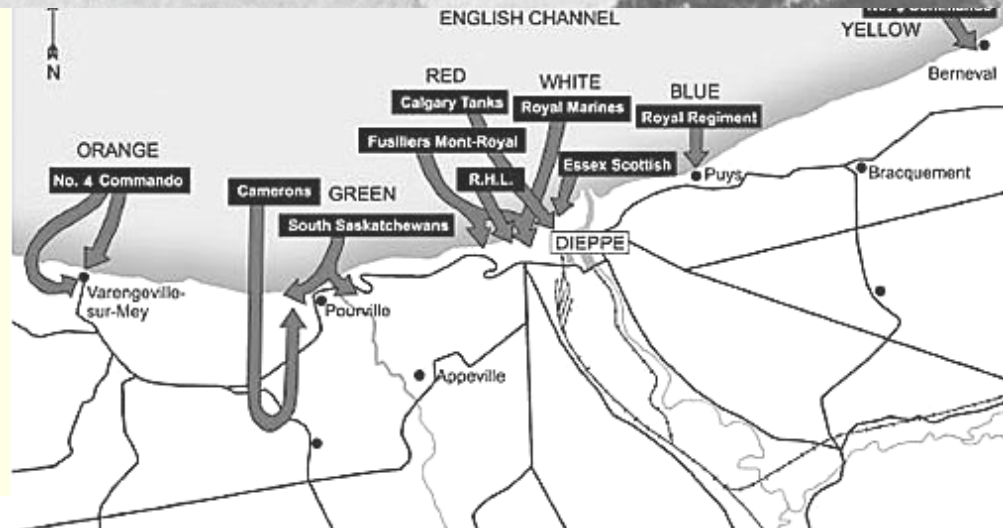 ENGLISH CHANNEL
YELLOW
Berneval
N
RED
Calgary Tanks
WHITE
Royal Marines
BLUE
Royal Regiment
Fusiliers Mont-Royal
ORANGE
No. 4 Commando
R.H.L.
Essex Scottish
Puys
Bracquement
Camerons
GREEN
South Saskatchewans
DIEPPE
Varengeville-
sur-Mey
Pourville
Appeville